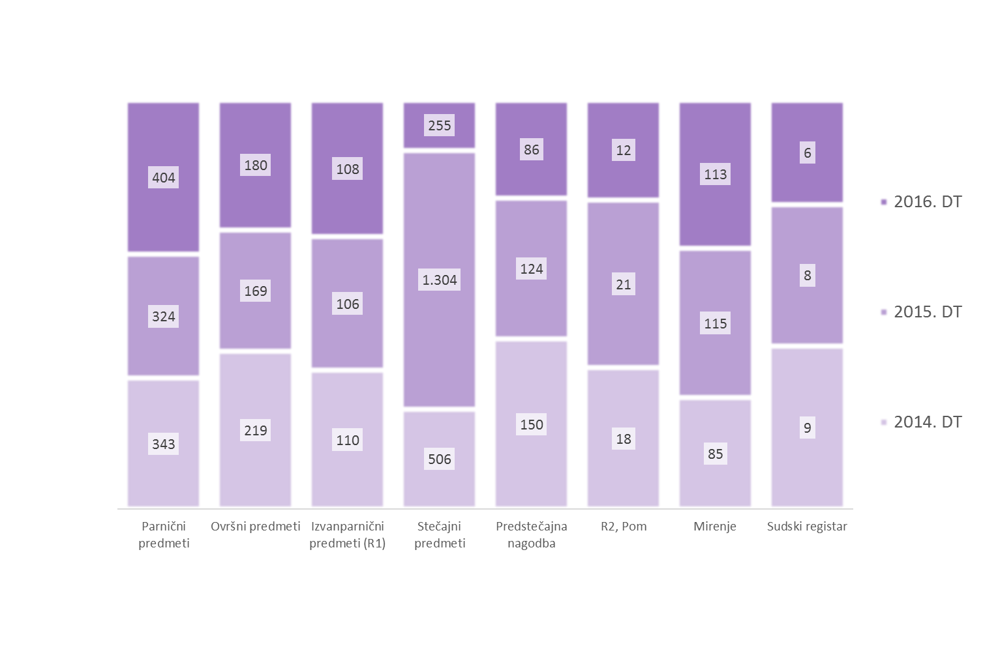 404
180
108
255
86
12
113
6
324
169
106
1.304
124
21
115
8
343
219
110
506
150
18
85
9
2016. DT
2015. DT
2014. DT
Parnični
predmeti
Ovršni predmeti
Izvanparnični
predmeti (R1)
Stečajni
predmeti
Predstečajna
nagodba
R2, Pom
Mirenje
Sudski registar